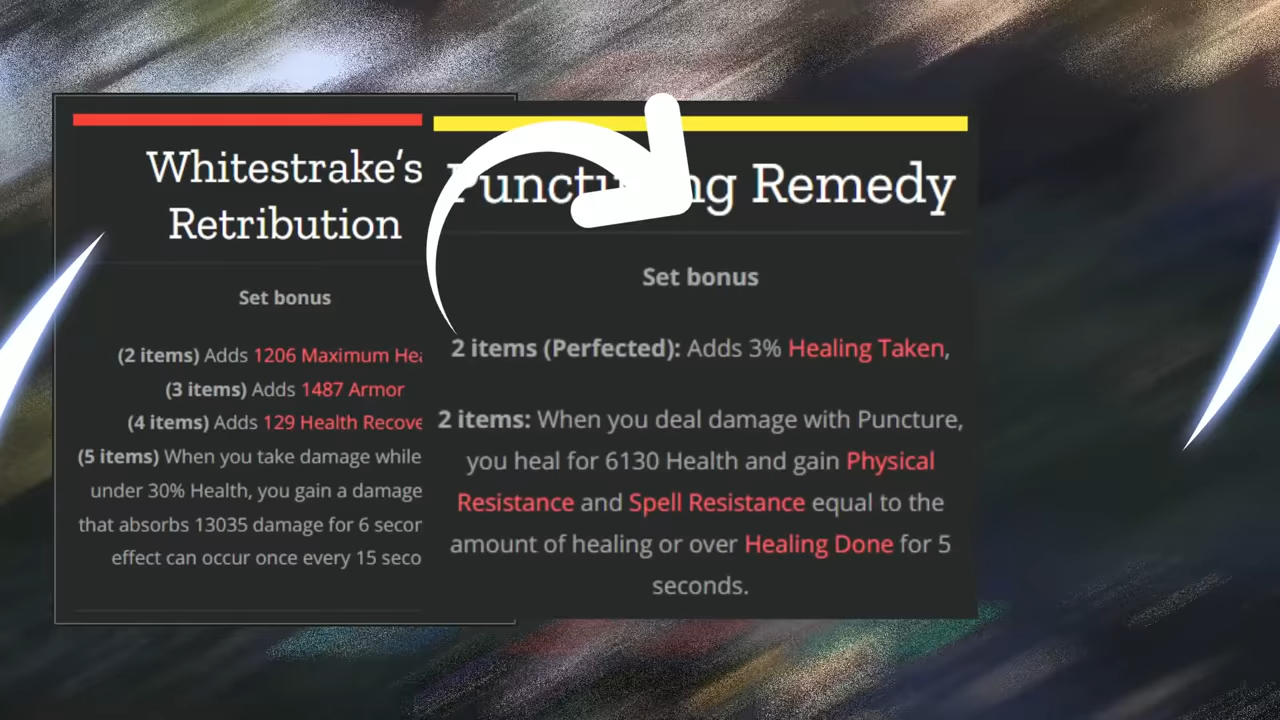 Whitestrake's
Retribution
Set bonus
(2 items) Adds 1206 Maximum
(3 items) Adds 1487 Armor
(4 items) Adds 129 Health
(5 items) When you take damage while
under 30% Health, you gain a damage
that absorbs 13035 damage for 6
effect can occur once every 15
Remedy
Set bonus
2 items (Perfected): Adds 3% Healing Taken,
2 items: When you deal damage with Puncture,
you heal for 6130 Health and gain Physical
Resistance and Spell Resistance equal to the
amount of healing or over Healing Done for 5
seconds.